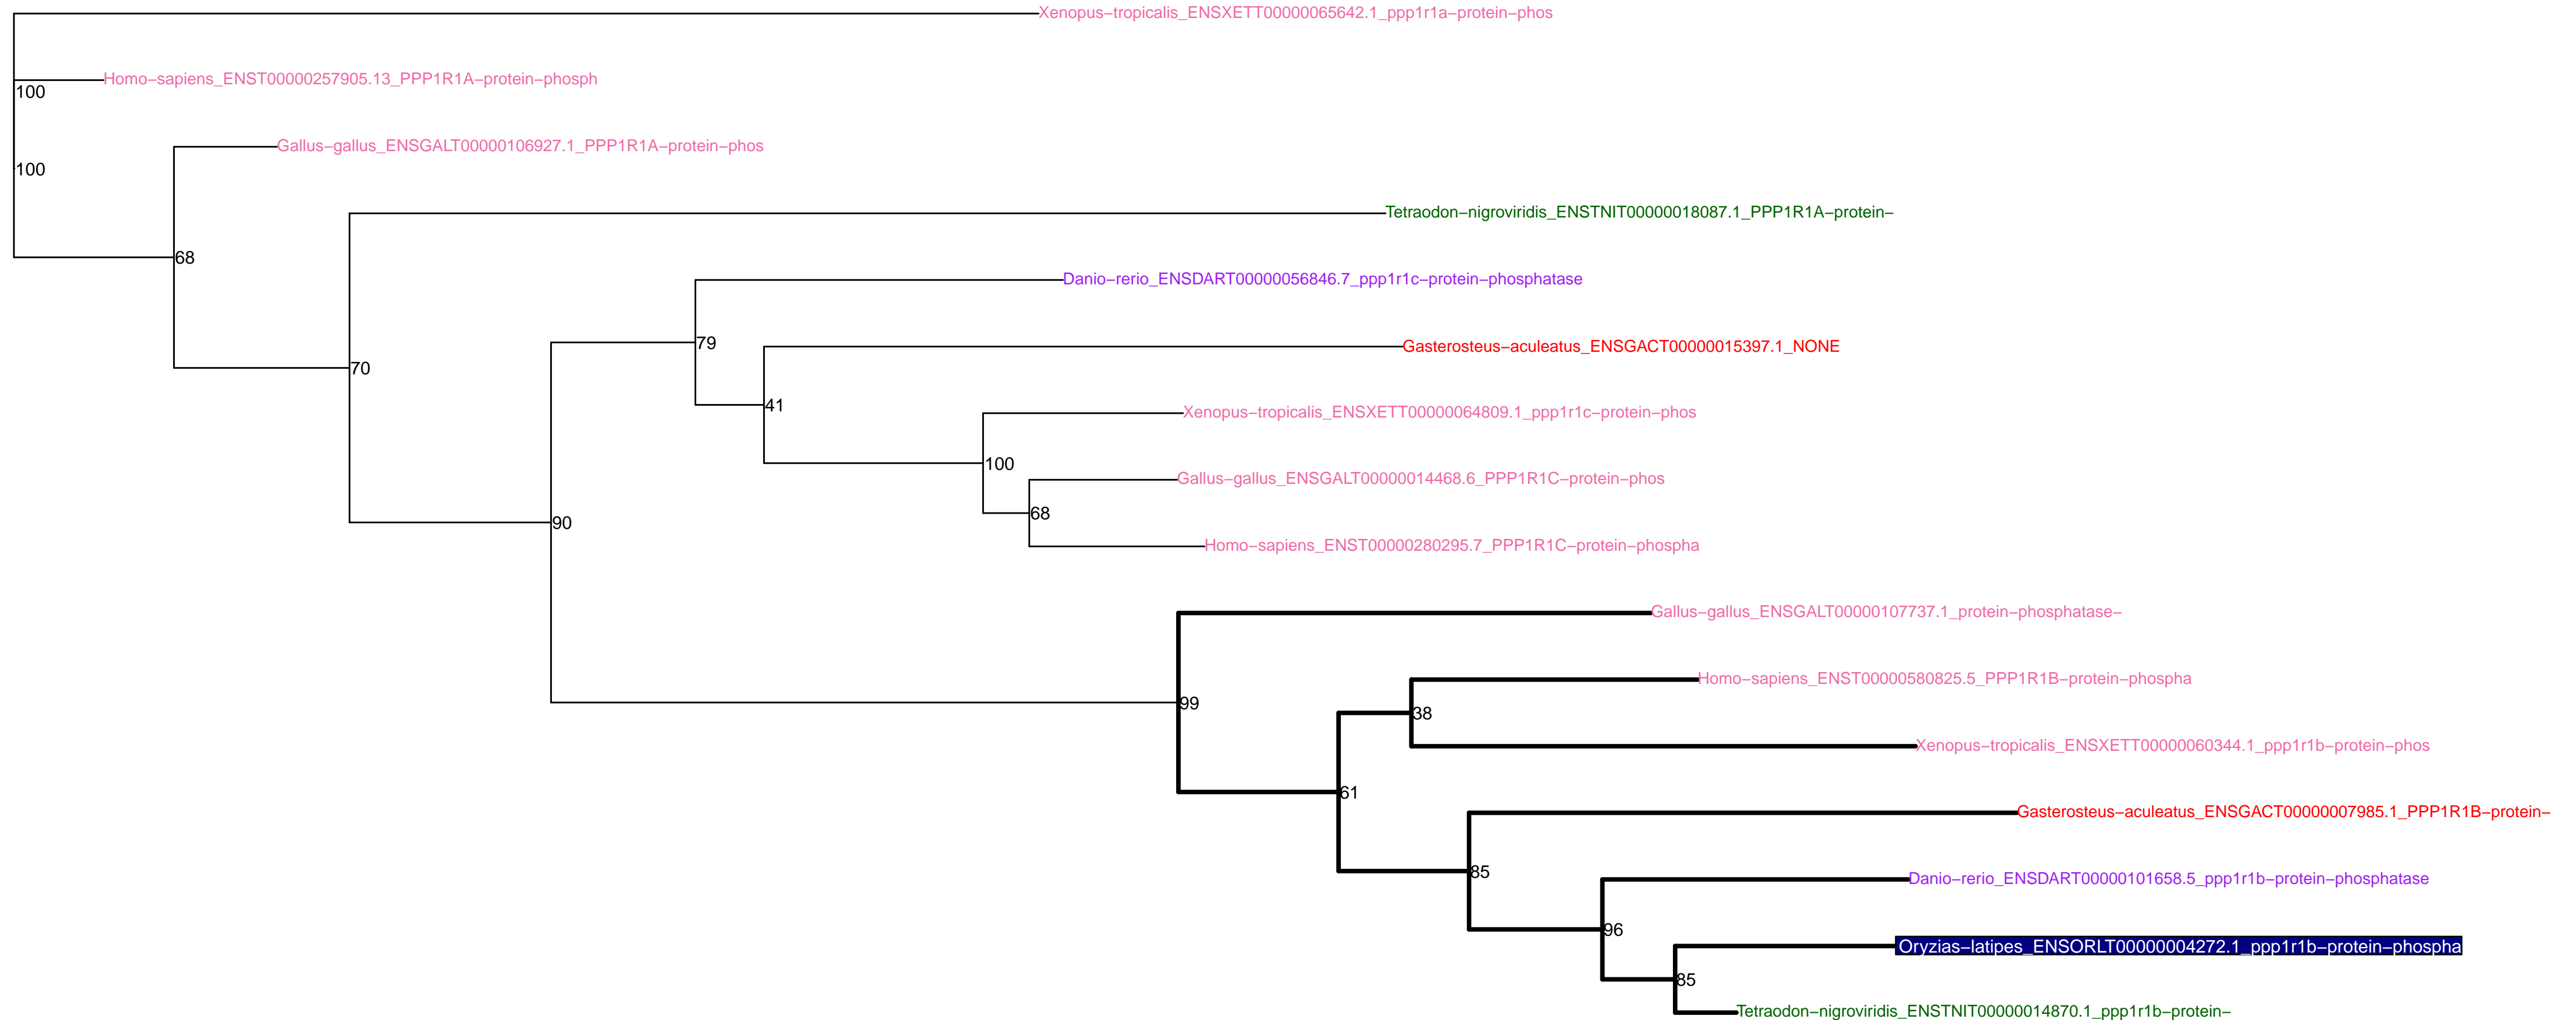 Xenopus−tropicalis_ENSXETT00000065642.1_ppp1r1a−protein−phos
Homo−sapiens_ENST00000257905.13_PPP1R1A−protein−phosph
100
Gallus−gallus_ENSGALT00000106927.1_PPP1R1A−protein−phos
100
Tetraodon−nigroviridis_ENSTNIT00000018087.1_PPP1R1A−protein−
68
Danio−rerio_ENSDART00000056846.7_ppp1r1c−protein−phosphatase
79
Gasterosteus−aculeatus_ENSGACT00000015397.1_NONE
70
41
Xenopus−tropicalis_ENSXETT00000064809.1_ppp1r1c−protein−phos
100
Gallus−gallus_ENSGALT00000014468.6_PPP1R1C−protein−phos
68
90
Homo−sapiens_ENST00000280295.7_PPP1R1C−protein−phospha
Gallus−gallus_ENSGALT00000107737.1_protein−phosphatase−
Homo−sapiens_ENST00000580825.5_PPP1R1B−protein−phospha
99
38
Xenopus−tropicalis_ENSXETT00000060344.1_ppp1r1b−protein−phos
61
Gasterosteus−aculeatus_ENSGACT00000007985.1_PPP1R1B−protein−
85
Danio−rerio_ENSDART00000101658.5_ppp1r1b−protein−phosphatase
96
Oryzias−latipes_ENSORLT00000004272.1_ppp1r1b−protein−phospha
85
Tetraodon−nigroviridis_ENSTNIT00000014870.1_ppp1r1b−protein−